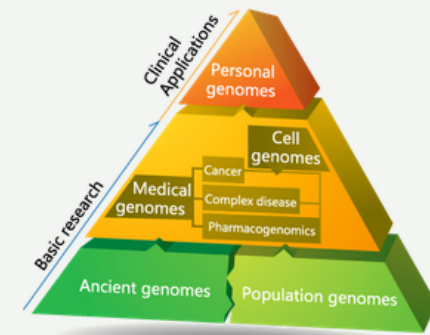 Clinical
Applications
Personal
genomes
Basic research
Cell
genomes
Cancer
Medical
genomes
Complex disease
Pharmacogenomics
Ancient genomes
Population genomes